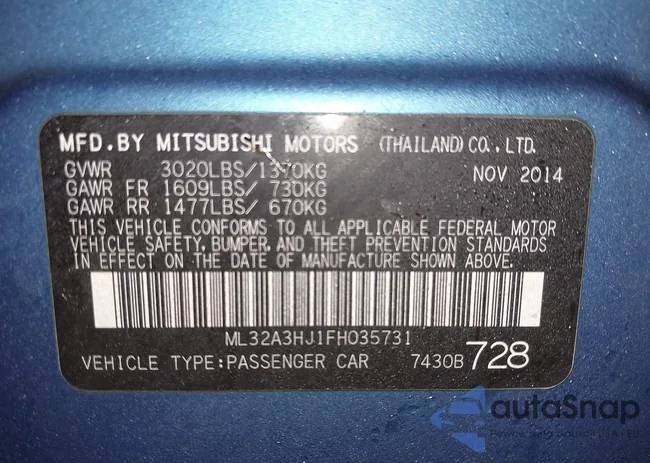 MFD.BY MITSUBISHI MOTORS (THAILAND) CO., LTD.
GVWR 3020LBS/1370KG NOV 2014
GAWR FR 1609LBS/ 730KG
GAWR RR 1477LBS/ 670KG
THIS VEHICLE CONFORMS TO ALL APPLICABLE FEDERAL MOTOR
VEHICLE SAFETY, BUMPER, AND THEFT PREVENTION STANDARDS
IN EFFECT ON THE DATE OF MANUFACTURE SHOWN ABOVE.
ML32A3HJ1FH035731
VEHICLE TYPE:PASSENGER CAR 7430B 728
autoSnap